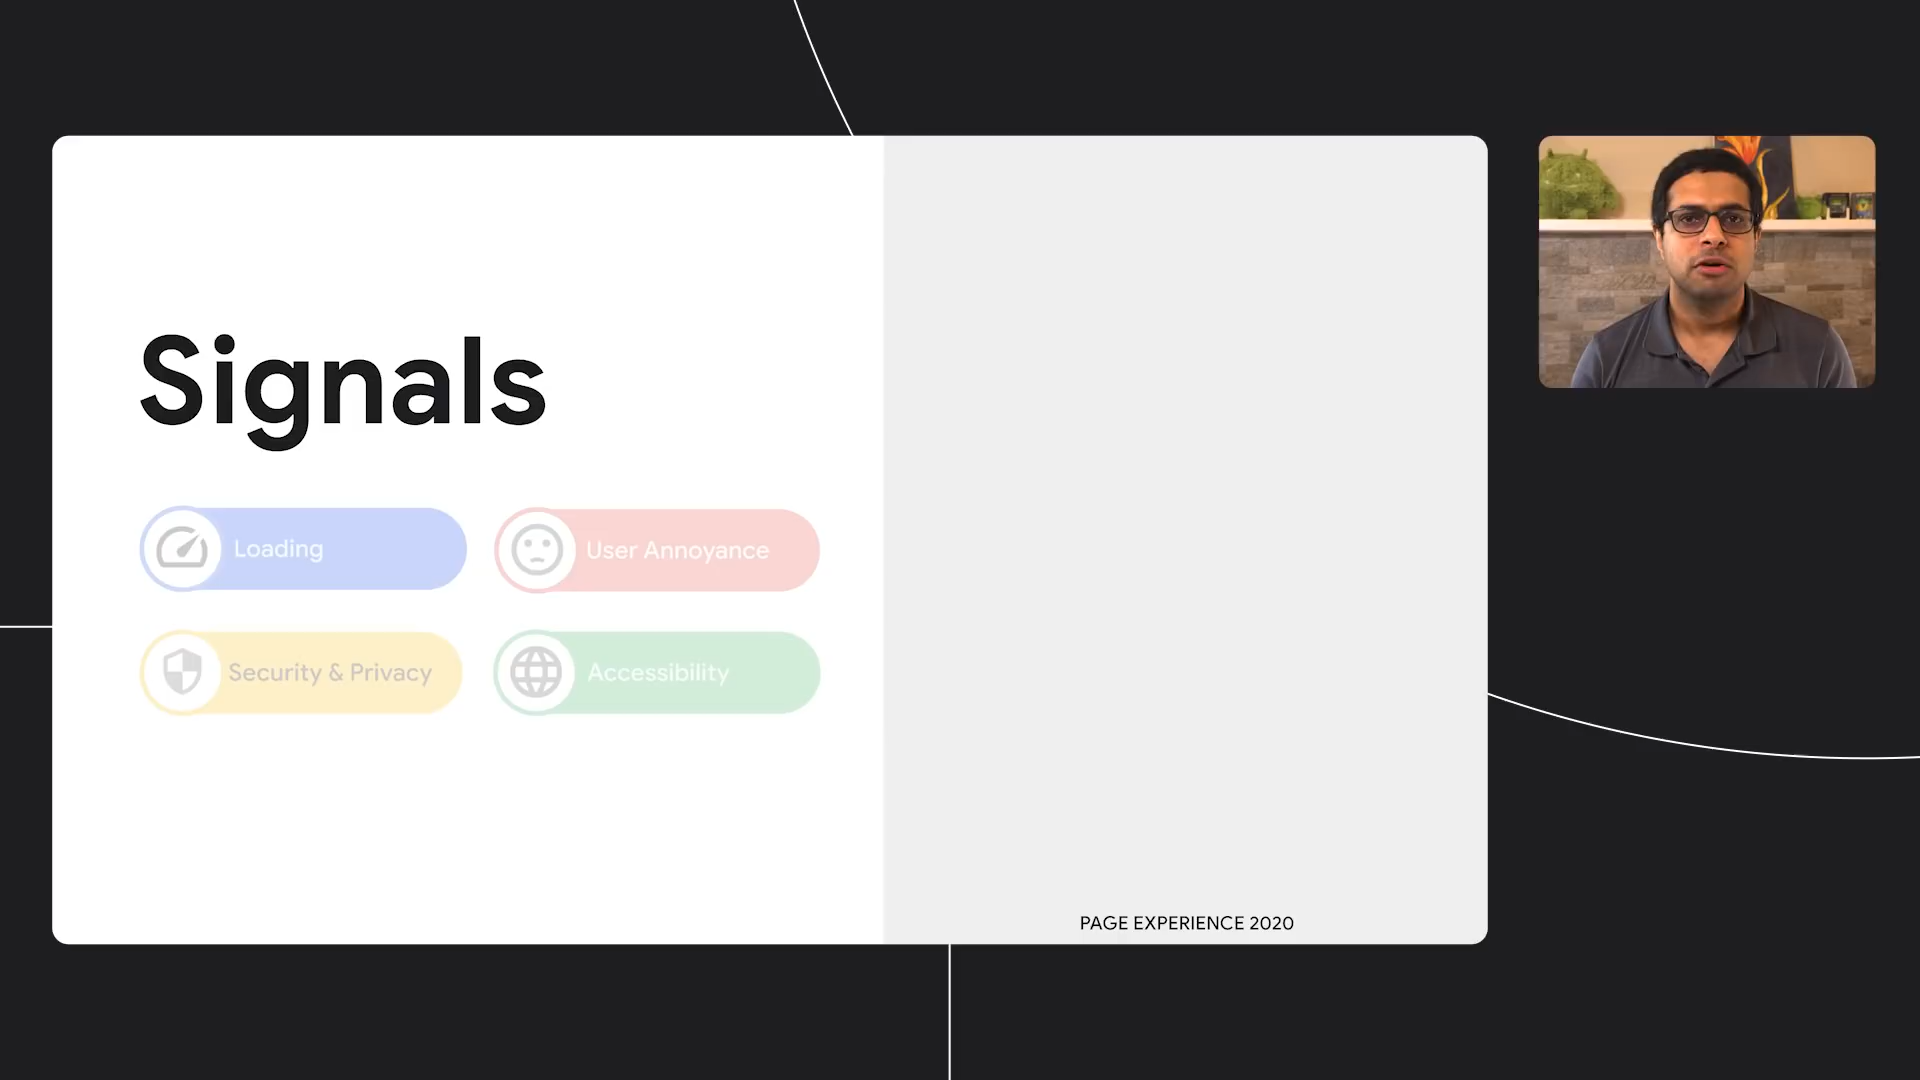 Signals
Loading
User Annoyance
Security & Privacy
Accessibility
PAGE EXPERIENCE 2020